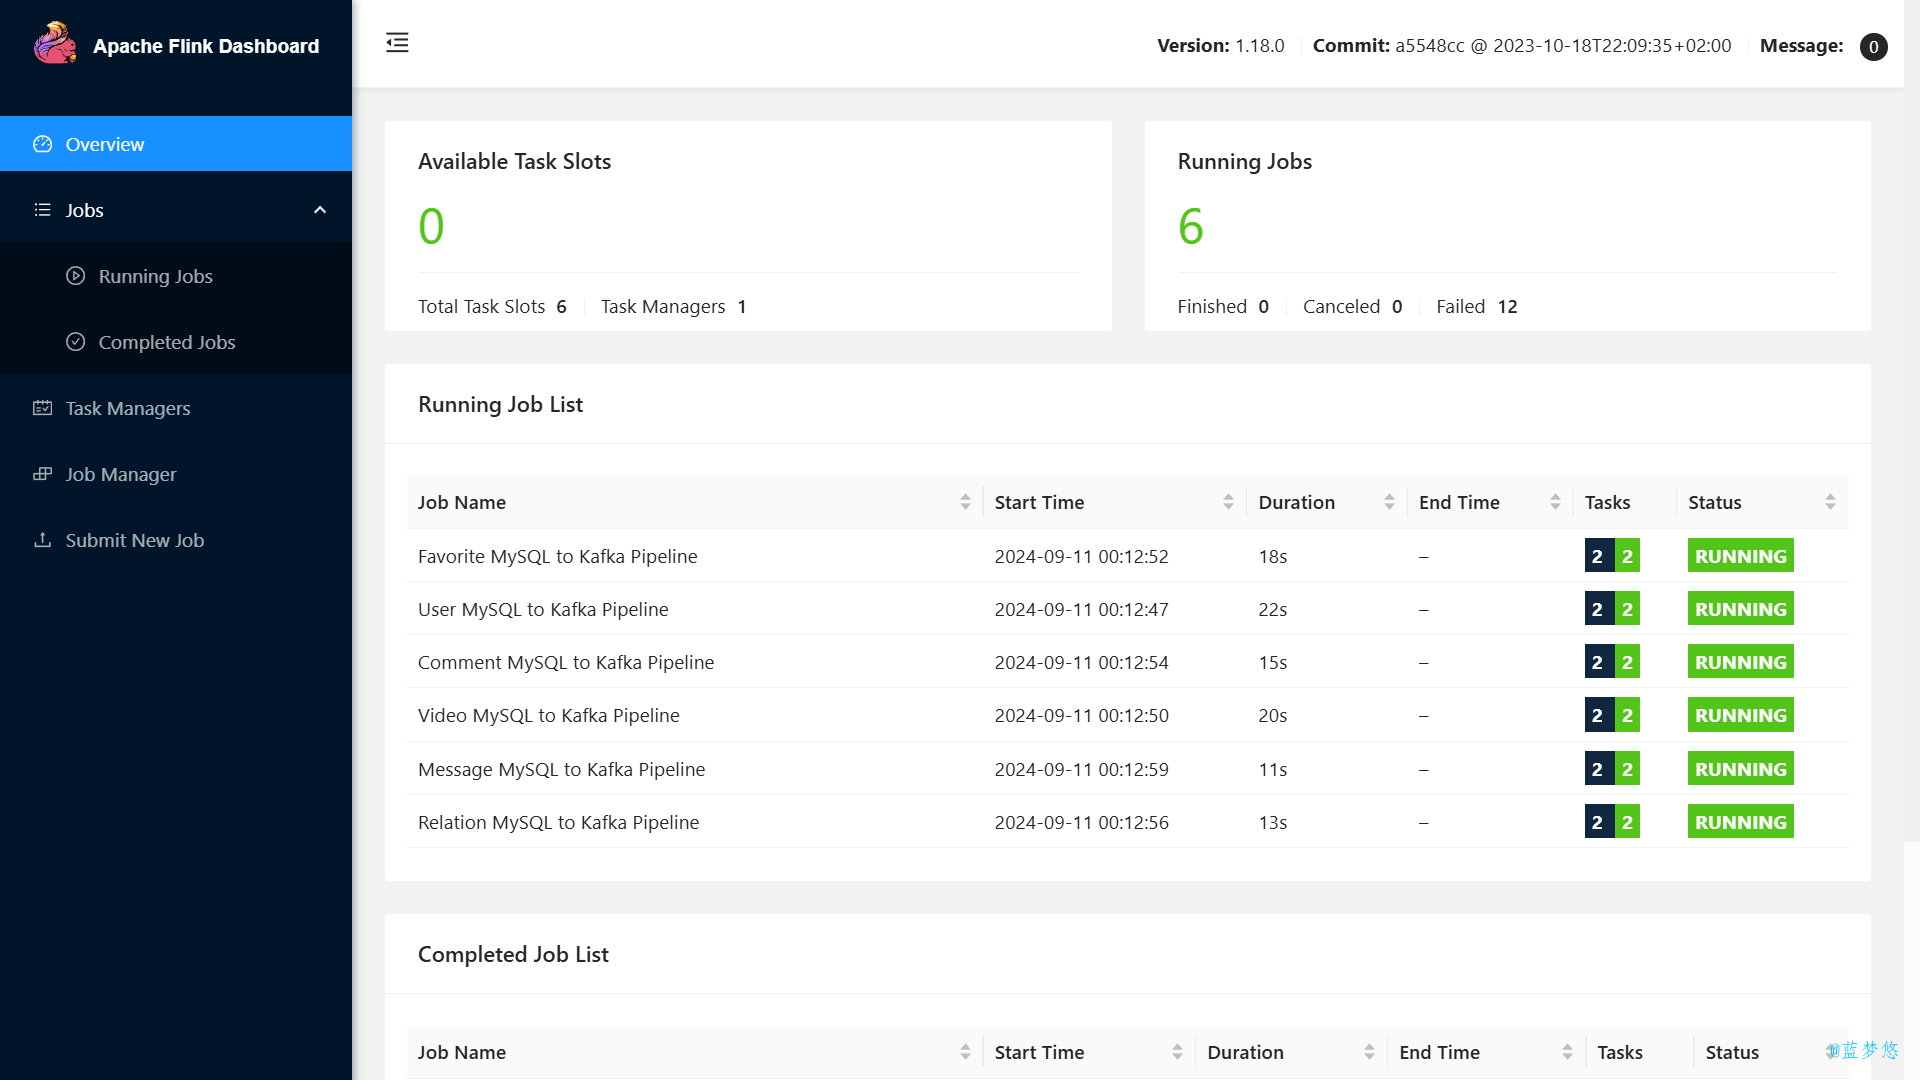 Apache Flink Dashboard
Version: 1.18.0 Commit: a5548cc @ 2023-10-18T22:09:35+02:00 Message: 0
Overview
Jobs
Running Jobs
Completed Jobs
Task Managers
Job Manager
Submit New Job
Available Task Slots
0
Total Task Slots 6 Task Managers 1
Running Jobs
6
Finished 0 Canceled 0 Failed 12
Running Job List
Job Name Start Time Duration End Time Tasks Status
Favorite MySQL to Kafka Pipeline 2024-09-11 00:12:52 18s – 2 2 RUNNING
User MySQL to Kafka Pipeline 2024-09-11 00:12:47 22s – 2 2 RUNNING
Comment MySQL to Kafka Pipeline 2024-09-11 00:12:54 15s – 2 2 RUNNING
Video MySQL to Kafka Pipeline 2024-09-11 00:12:50 20s – 2 2 RUNNING
Message MySQL to Kafka Pipeline 2024-09-11 00:12:59 11s – 2 2 RUNNING
Relation MySQL to Kafka Pipeline 2024-09-11 00:12:56 13s – 2 2 RUNNING
Completed Job List
Job Name Start Time Duration End Time Tasks Status
@蓝梦悠